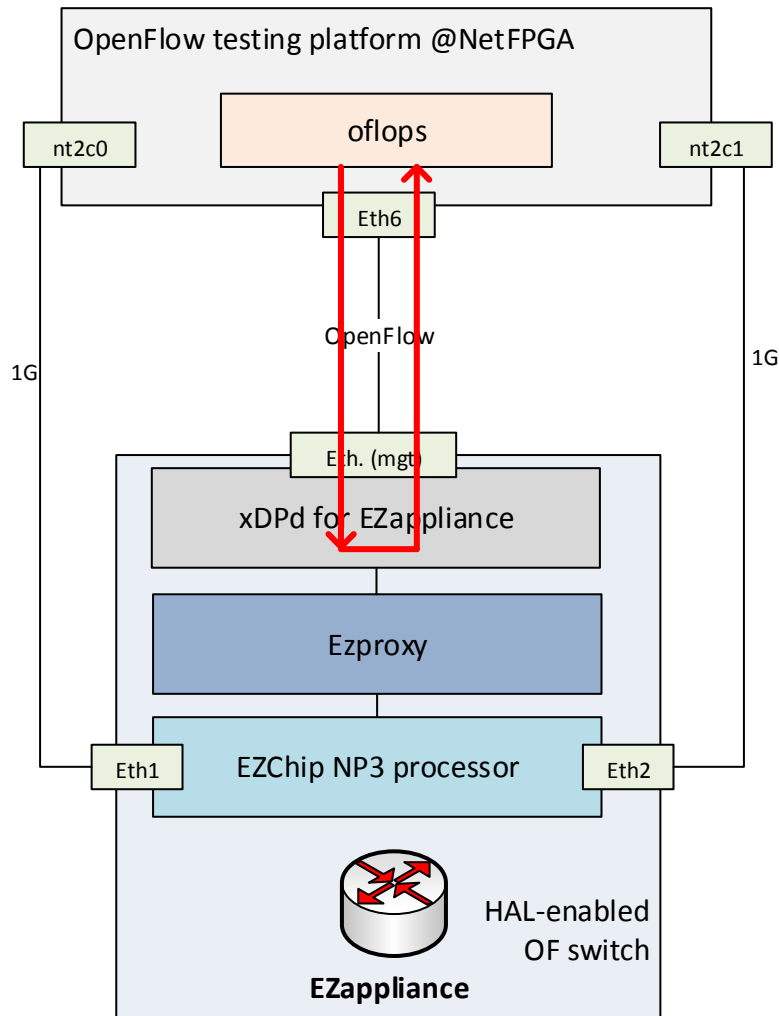 OpenFlow testing platform @NetFPGA
oflops
nt2c0
nt2c1
Eth6
OpenFlow
1G
1G
Eth. (mgt)
xDPd for EZappliance
Ezproxy
EZChip NP3 processor
Eth1
Eth2
HAL-enabled
OF switch
EZappliance